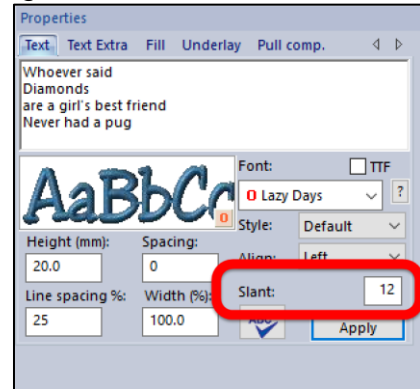 Properties
Text Text Extra Fill Underlay Pull comp.
Whoever said
Diamonds
are a girl's best friend
Never had a pug
AaBbCc
Font: TTF
Lazy Days ?
Style: Default
Height (mm): Spacing: Align: Left
20.0 0
Line spacing %: Width (%): Slant: 12
25 100.0 ABC Apply